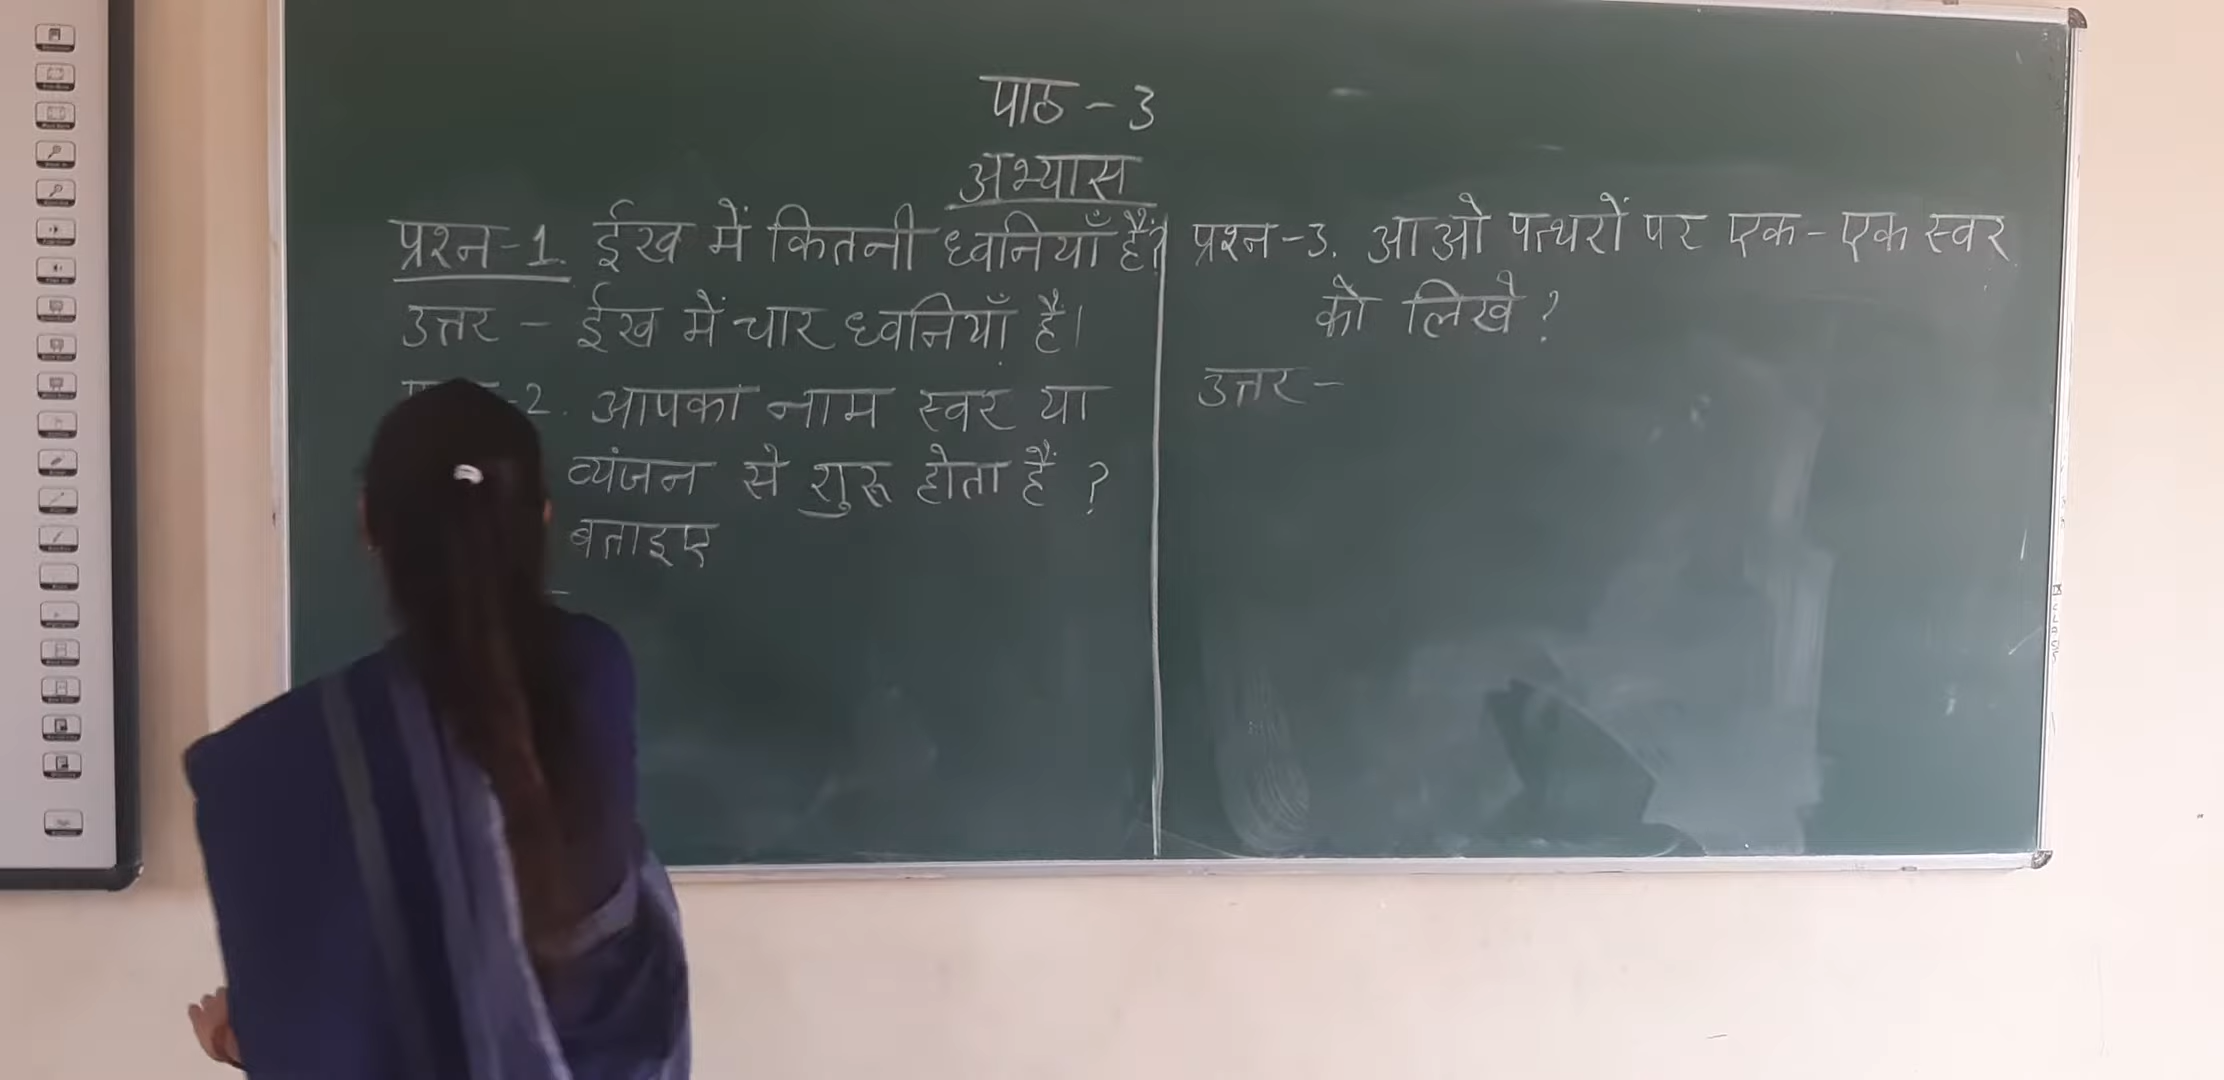 पाठ - 3
अभ्यास
प्रश्न-1. ईख में कितनी ध्वनियाँ हैं?
उत्तर - ईख में चार ध्वनियाँ हैं।
-2. आपका नाम स्वर या
व्यंजन से शुरू होता हैं ?
बताइए
प्रश्न-3. आओ पत्थरों पर एक-एक स्वर
को लिखे ?
उत्तर -